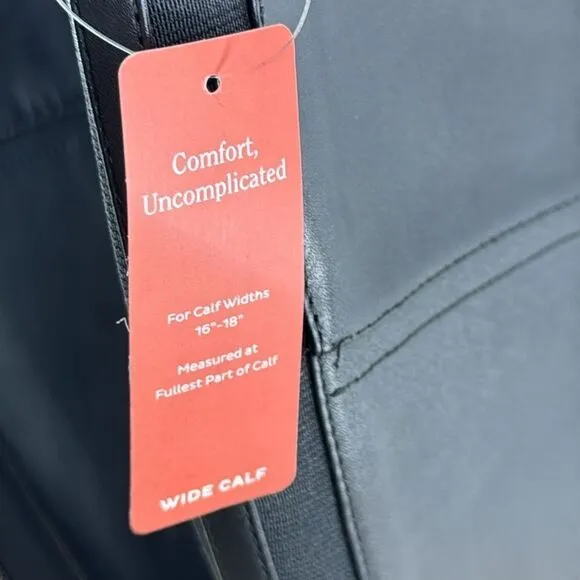 Comfort,
Uncomplicated
For Calf Widths
16"-18"
Measured at
Fullest Part of Calf
WIDE CALF